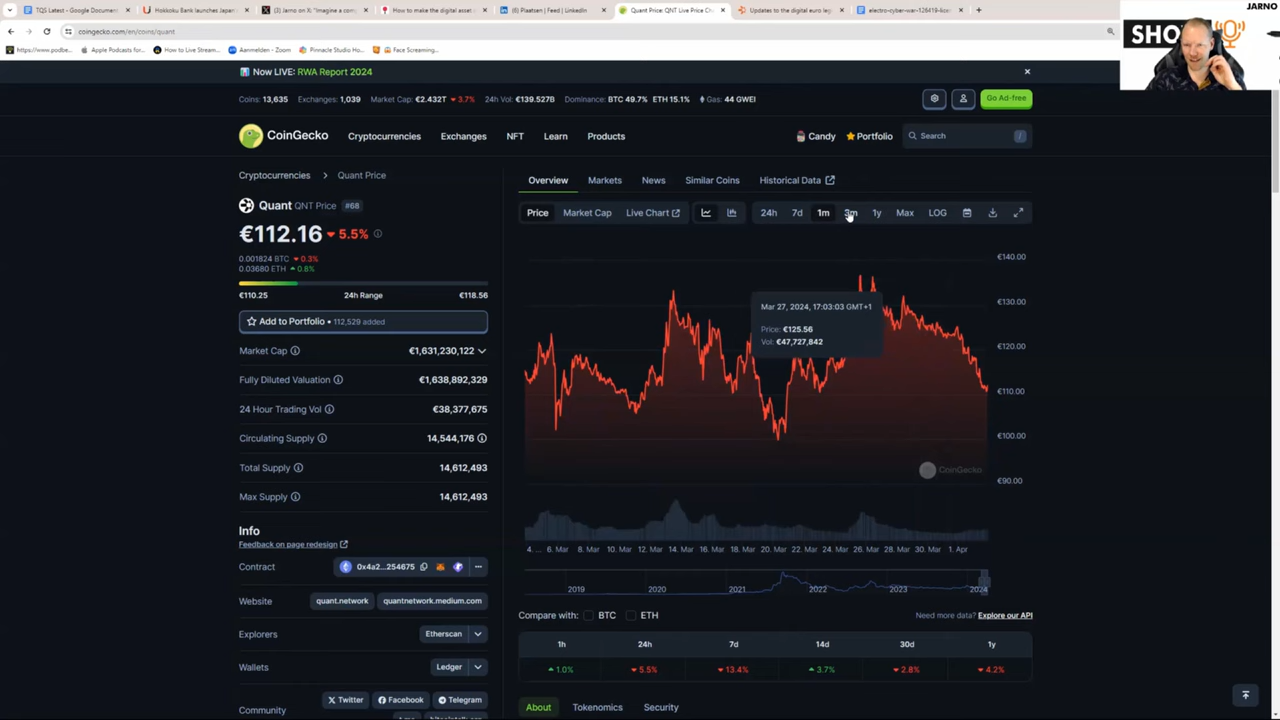 TQS Latest - Google Document
Hokkoku Bank launches Japan
(3) Jarno on X: "Imagine a com
How to make the digital asset
(2) Plaatsen | Feed | LinkedIn
Quant Price: QNT Live Price Ch
Updates to the digital euro leg
JARNO
coingecko.com/en/coins/quant
SHO
https://www.podbe...
Apple Podcasts for...
How to Live Stream...
Aanmelden - Zoom
Pinnacle Studio Ho...
Face Screaming...
Now LIVE: RWA Report 2024
Coins: 13,635 Exchanges: 1,039 Market Cap: €2.432T 3.7% 24h Vol: €139.527B Dominance: BTC 49.7% ETH 15.1% Gas: 44 GWEI
Go Ad-free
CoinGecko
Cryptocurrencies Exchanges NFT Learn Products
Candy Portfolio Search /
Cryptocurrencies > Quant Price
Overview Markets News Similar Coins Historical Data
Quant QNT Price #68
Price Market Cap Live Chart 24h 7d 1m 3m 1y Max LOG
€112.16 5.5%
0.001824 BTC 0.3%
0.03680 ETH 0.8%
€110.25 24h Range €118.56
Add to Portfolio • 112,529 added
Market Cap €1,631,230,122
Fully Diluted Valuation €1,638,892,329
24 Hour Trading Vol €38,377,675
Circulating Supply 14,544,176
Total Supply 14,612,493
Max Supply 14,612,493
Info
Feedback on page redesign
Contract 0x4a2...254675
Website quant.network quantnetwork.medium.com
Explorers Etherscan
Wallets Ledger
Community Twitter Facebook Telegram
€140.00
€130.00
€120.00
€110.00
€100.00
€90.00
Mar 27, 2024, 17:03:03 GMT+1
Price: €125.56
Vol: €47,727,842
CoinGecko
4. ... 6. Mar 8. Mar 10. Mar 12. Mar 14. Mar 16. Mar 18. Mar 20. Mar 22. Mar 24. Mar 26. Mar 28. Mar 30. Mar 1. Apr
2019 2020 2021 2022 2023 2024
Compare with: BTC ETH
Need more data? Explore our API
1h 24h 7d 14d 30d 1y
1.0% 5.5% 13.4% 3.7% 2.8% 4.2%
About Tokenomics Security